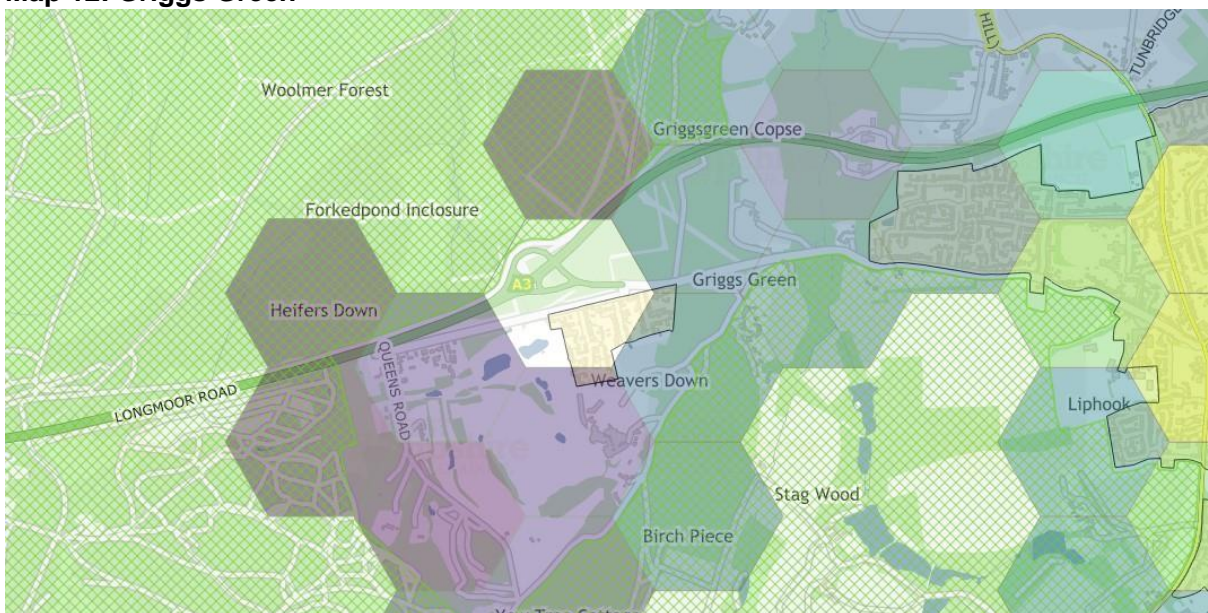 Map 12: Griggs Green
HILL)
TUNBRIDGE
Woolmer Forest
Griggsgreen Copse
Forkedpond Inclosure
A3
Griggs Green
Heifers Down
QUEENS ROAD
Weavers Down
LONGMOOR ROAD
Liphook
Stag Wood
Birch Piece